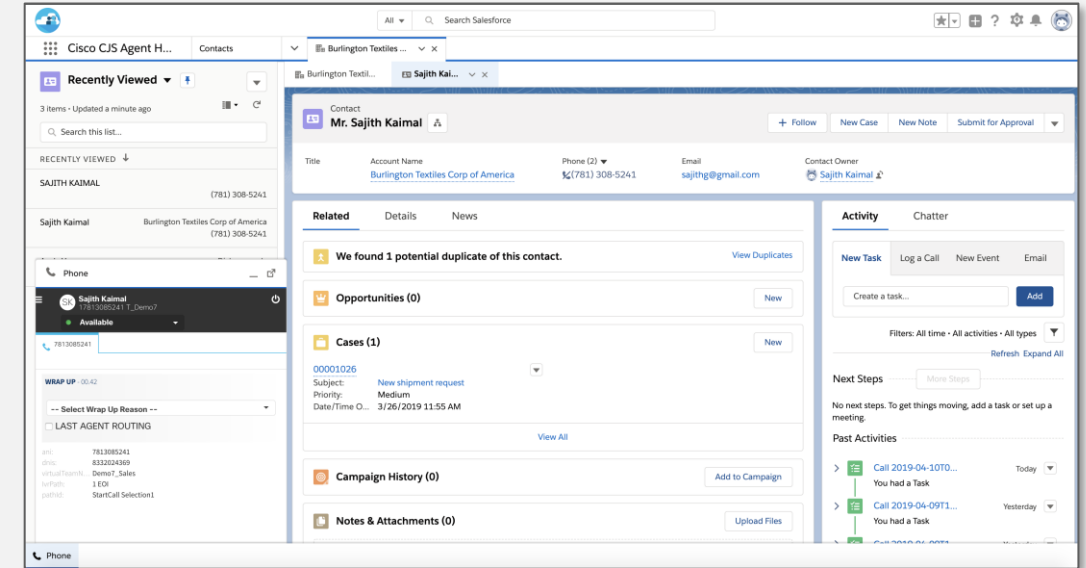 All
Search Salesforce
Cisco CJS Agent H...
Contacts
Burlington Textiles ...
Recently Viewed
3 items • Updated a minute ago
Search this list...
RECENTLY VIEWED
SAJITH KAIMAL
(781) 308-5241
Sajith Kaimal
Burlington Textiles Corp of America
(781) 308-5241
Burlington Textil...
Sajith Kai...
Contact
Mr. Sajith Kaimal
+ Follow
New Case
New Note
Submit for Approval
Title
Account Name
Phone (2)
Email
Contact Owner
Burlington Textiles Corp of America
(781) 308-5241
sajithg@gmail.com
Sajith Kaimal
Phone
SK
Sajith Kaimal
17813085241 T_Demo7
Available
7813085241
WRAP UP - 00:42
-- Select Wrap Up Reason --
LAST AGENT ROUTING
ani: 7813085241
dnis: 8332024369
virtualTeamN... Demo7_Sales
IvrPath: 1 EOI
pathId: StartCall Selection1
Related
Details
News
We found 1 potential duplicate of this contact.
View Duplicates
Opportunities (0)
New
Cases (1)
New
00001026
Subject: New shipment request
Priority: Medium
Date/Time O... 3/26/2019 11:55 AM
View All
Campaign History (0)
Add to Campaign
Notes & Attachments (0)
Upload Files
Activity
Chatter
New Task
Log a Call
New Event
Email
Create a task...
Add
Filters: All time • All activities • All types
Refresh Expand All
Next Steps
More Steps
No next steps. To get things moving, add a task or set up a
meeting.
Past Activities
Call 2019-04-10T0...
Today
You had a Task
Call 2019-04-09T1...
Yesterday
You had a Task
Phone